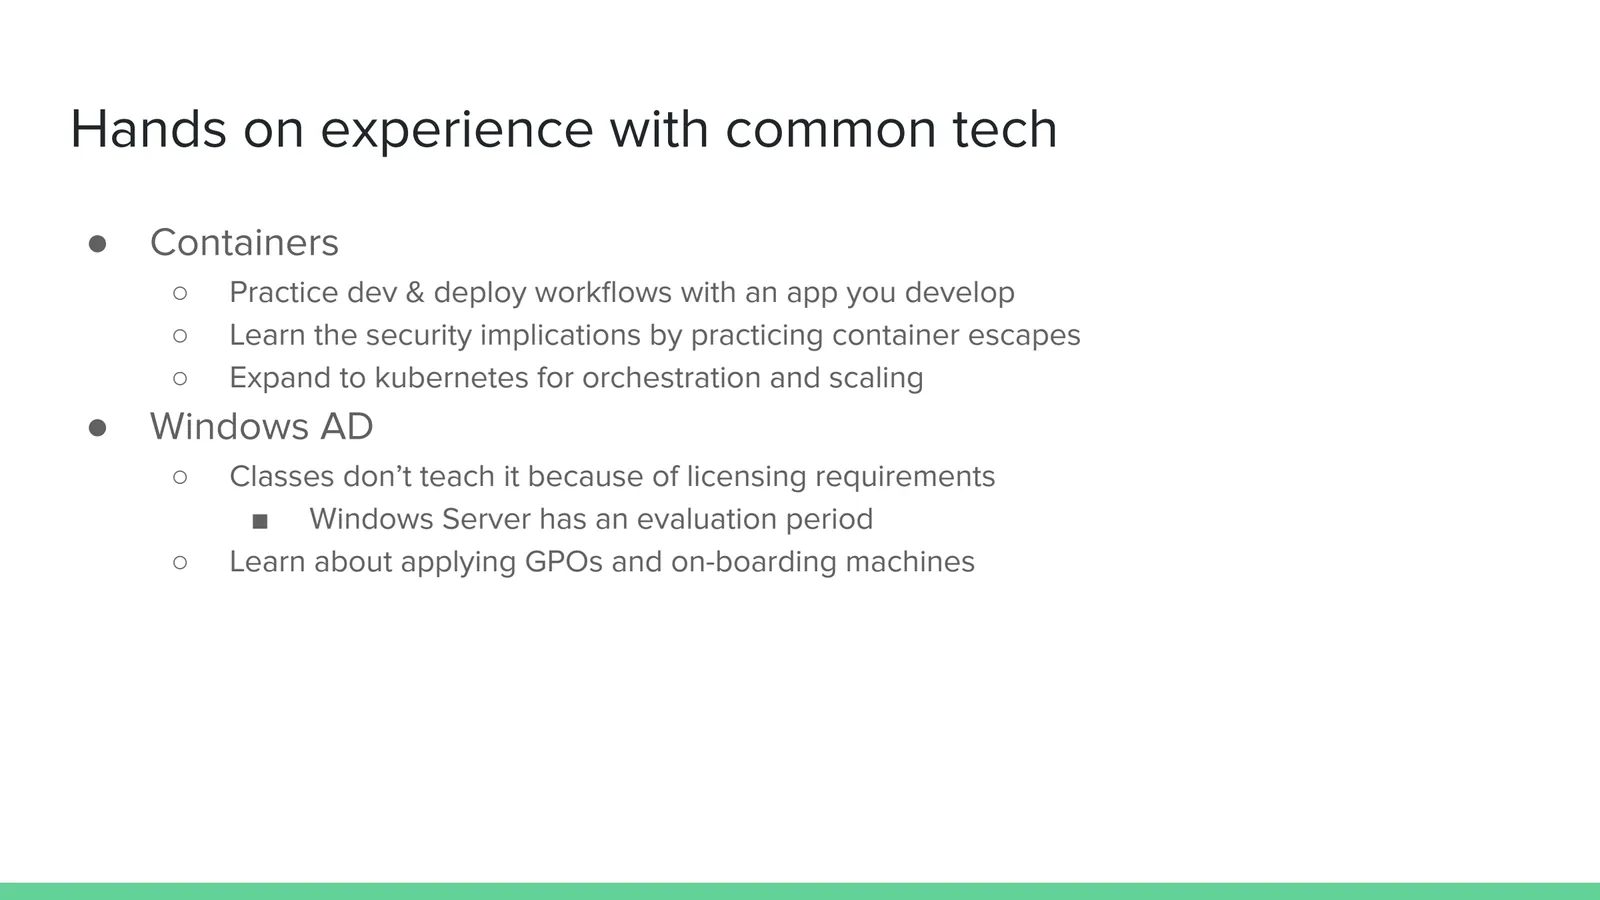 Hands on experience with common tech
● Containers
○ Practice dev & deploy workflows with an app you develop
○ Learn the security implications by practicing container escapes
○ Expand to kubernetes for orchestration and scaling
● Windows AD
○ Classes don’t teach it because of licensing requirements
■ Windows Server has an evaluation period
○ Learn about applying GPOs and on-boarding machines